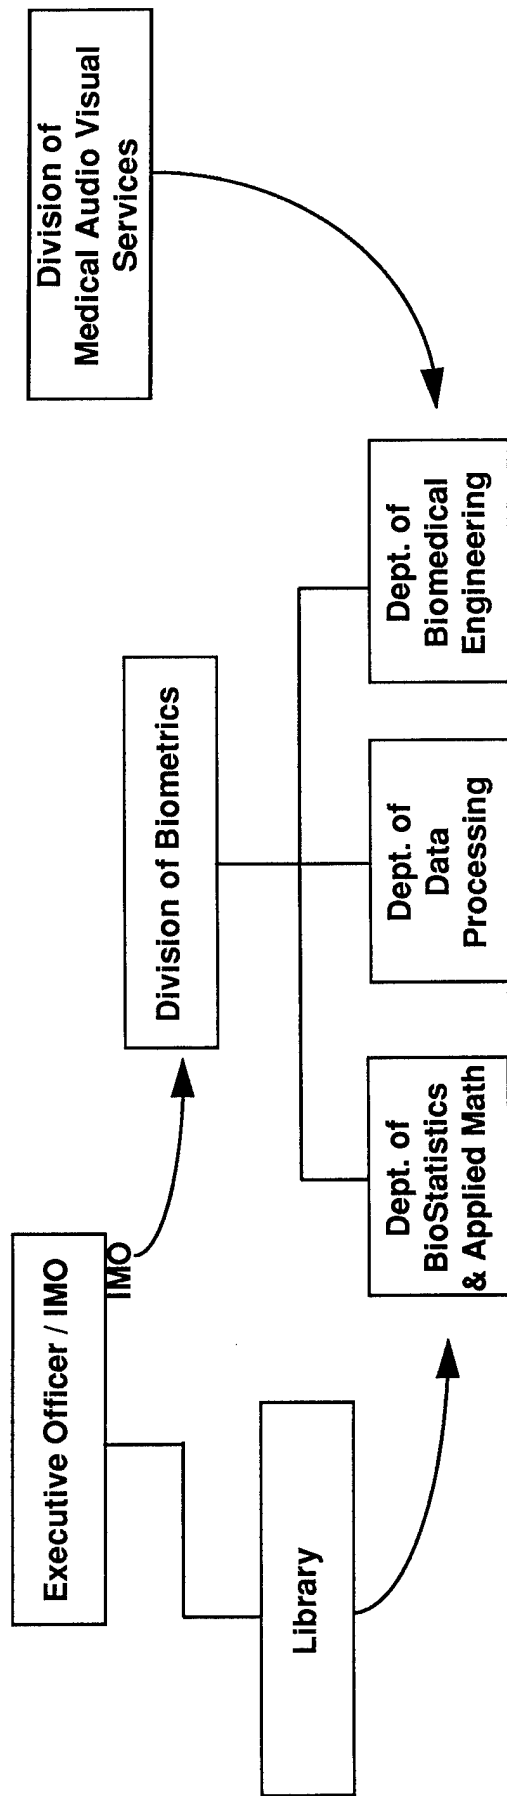 Executive Officer / IMO
IMO
Library
Division of Biometrics
Division of
Medical Audio Visual
Services
Dept. of
BioStatistics
& Applied Math
Dept. of
Data
Processing
Dept. of
Biomedical
Engineering